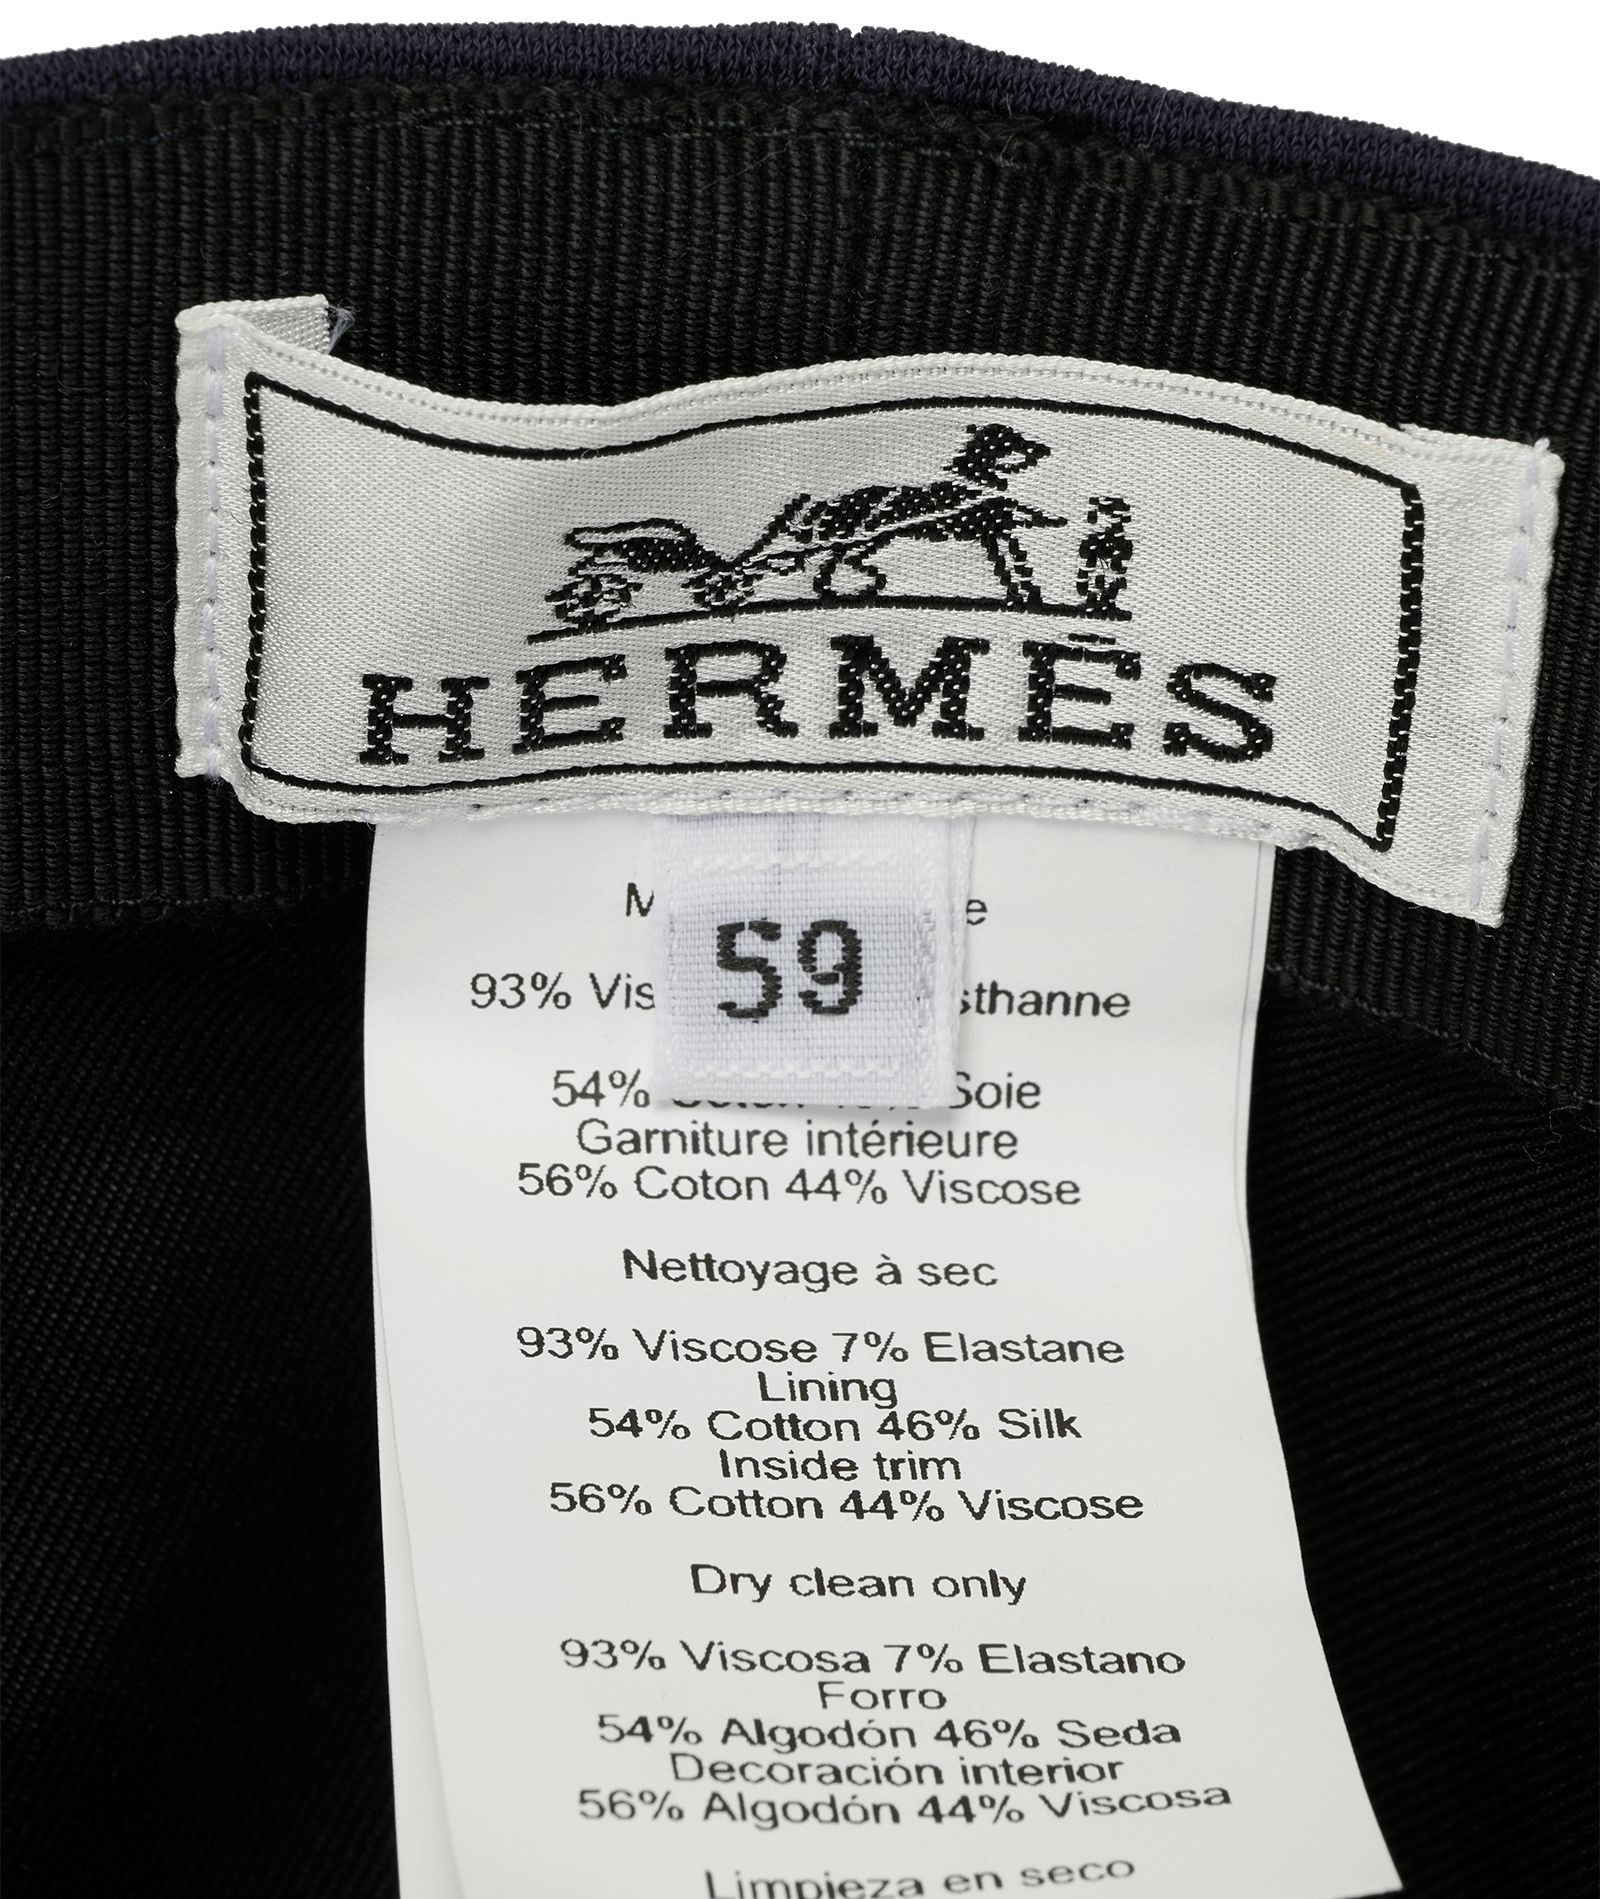 HERMÈS
59
93%
sthanne
54% Coton Soie
Garniture intérieure
56% Coton 44% Viscose
Nettoyage à sec
93% Viscose 7% Elastane
Lining
54% Cotton 46% Silk
Inside trim
56% Cotton 44% Viscose
Dry clean only
93% Viscosa 7% Elastano
Forro
54% Algodón 46% Seda
Decoración interior
56% Algodón 44% Viscosa
Limpieza en seco